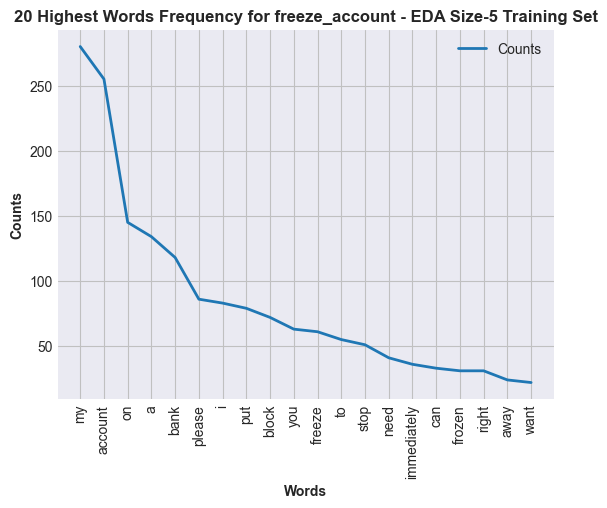 20 Highest Words Frequency for freeze_account - EDA Size-5 Training Set
Counts
Counts
250
200
150
100
50
my
account
on
a
bank
please
i
put
block
you
freeze
to
stop
need
immediately
can
frozen
right
away
want
Words